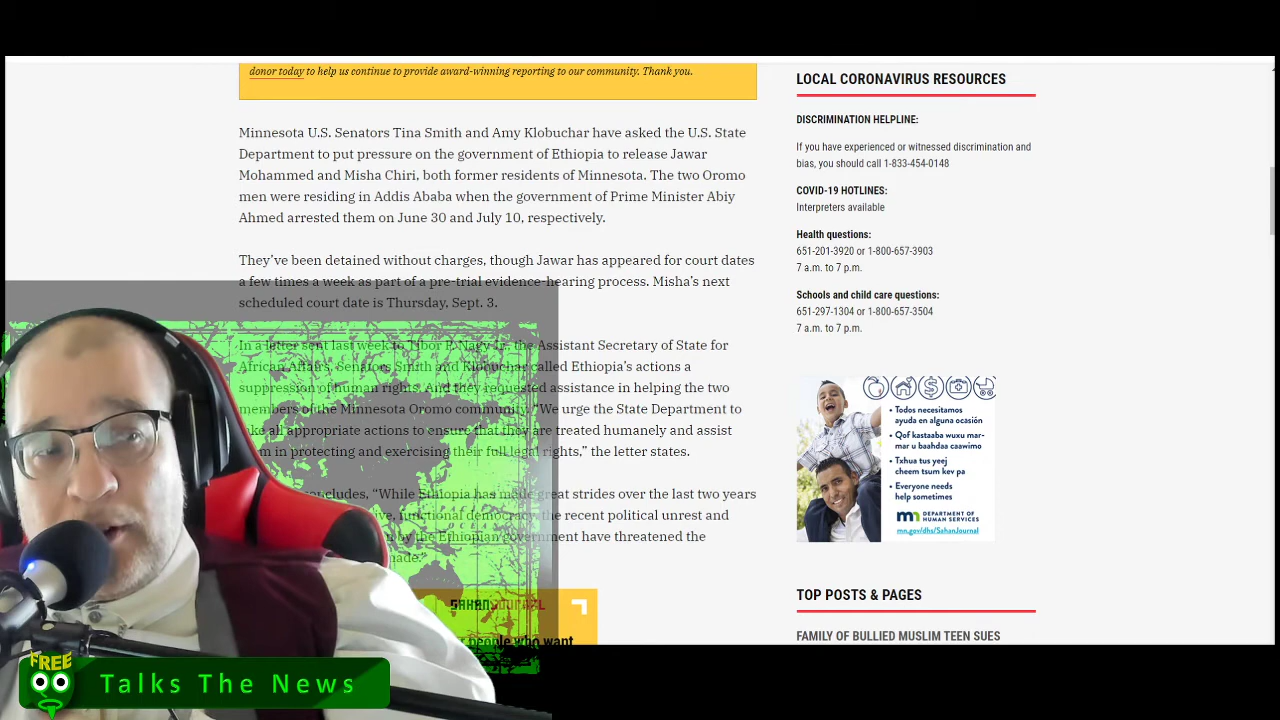 donor today to help us continue to provide award-winning reporting to our community. Thank you.
Minnesota U.S. Senators Tina Smith and Amy Klobuchar have asked the U.S. State
Department to put pressure on the government of Ethiopia to release Jawar
Mohammed and Misha Chiri, both former residents of Minnesota. The two Oromo
men were residing in Addis Ababa when the government of Prime Minister Abiy
Ahmed arrested them on June 30 and July 10, respectively.
They've been detained without charges, though Jawar has appeared for court dates
a few times a week as part of a pre-trial evidence-hearing process. Misha's next
scheduled court date is Thursday, Sept. 3.
In a letter sent last week to Tibor P. Nagy Jr., the Assistant Secretary of State for
African Affairs, Senators Smith and Klobuchar called Ethiopia's actions a
suppression of human rights. And they requested assistance in helping the two
members of the Minnesota Oromo community. "We urge the State Department to
all appropriate actions to ensure that they are treated humanely and assist
in protecting and exercising their full legal rights," the letter states.
"While Ethiopia has made great strides over the last two years
functional democracy, the recent political unrest and
by the Ethiopian government have threatened the
SAHAN JOURNAL
people who want
LOCAL CORONAVIRUS RESOURCES
DISCRIMINATION HELPLINE:
If you have experienced or witnessed discrimination and
bias, you should call 1-833-454-0148
COVID-19 HOTLINES:
Interpreters available
Health questions:
651-201-3920 or 1-800-657-3903
7 a.m. to 7 p.m.
Schools and child care questions:
651-297-1304 or 1-800-657-3504
7 a.m. to 7 p.m.
• Todos necesitamos
ayuda en alguna ocasión
• Qof kastaaba wuxu mar-
mar u baahdaa caawimo
• Txhua tus yeej
cheem tsum kev pa
• Everyone needs
help sometimes
mn DEPARTMENT OF
HUMAN SERVICES
mn.gov/dhs/SahanJournal
TOP POSTS & PAGES
FAMILY OF BULLIED MUSLIM TEEN SUES
FREE
Talks The News